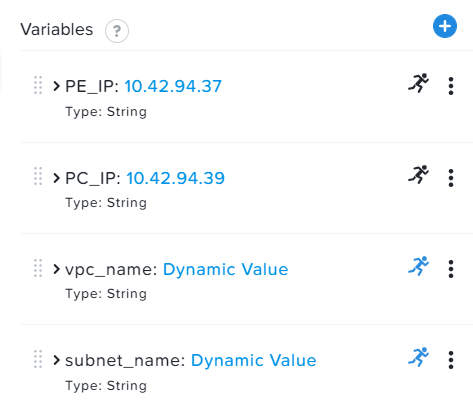 Variables ?
PE_IP: 10.42.94.37
Type: String
PC_IP: 10.42.94.39
Type: String
vpc_name: Dynamic Value
Type: String
subnet_name: Dynamic Value
Type: String